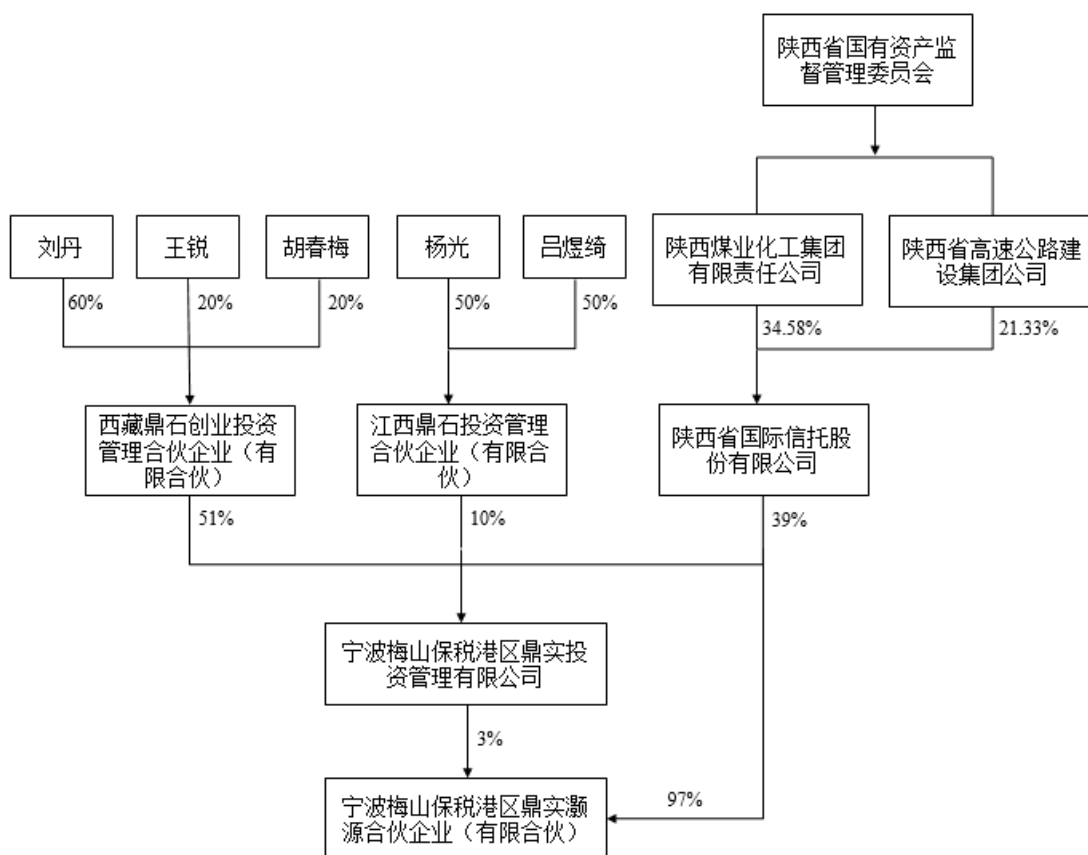 陕西省国有资产监
督管理委员会
刘丹
王锐
胡春梅
杨光
吕煜绮
陕西煤业化工集团
有限责任公司
陕西省高速公路建
设集团公司
60%
20%
20%
50%
50%
34.58%
21.33%
西藏鼎石创业投资
管理合伙企业（有
限合伙）
江西鼎石投资管理
合伙企业（有限合
伙）
陕西省国际信托股
份有限公司
51%
10%
39%
宁波梅山保税港区鼎实投
资管理有限公司
3%
宁波梅山保税港区鼎实灏
源合伙企业（有限合伙）
97%